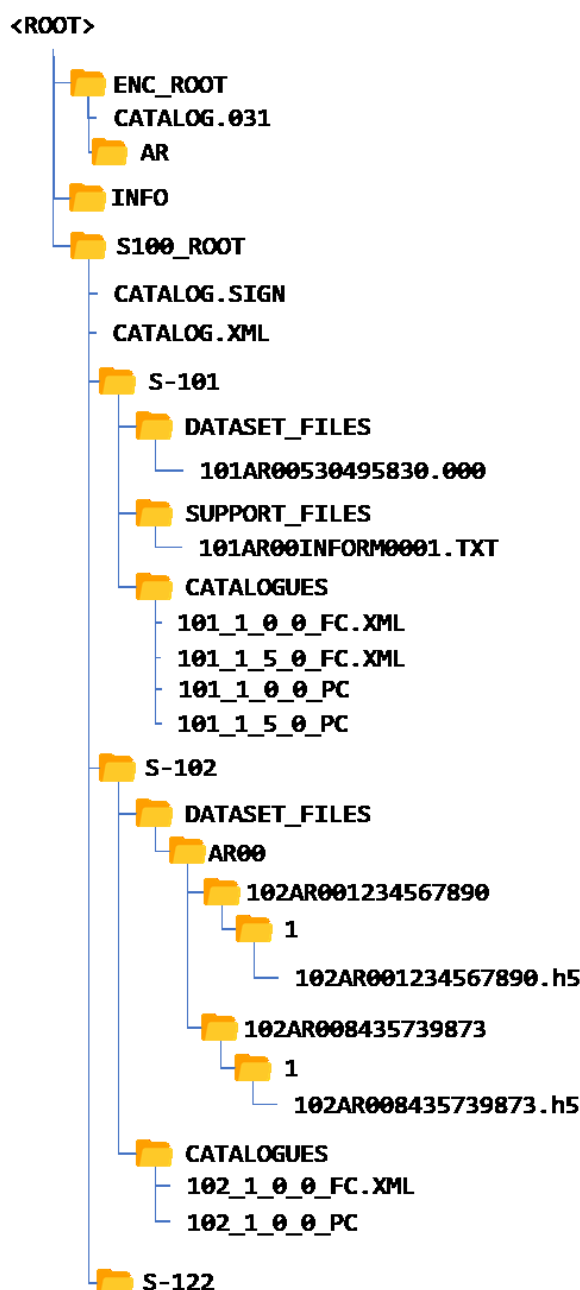 <ROOT>
ENC_ROOT
CATALOG.031
AR
INFO
S100_ROOT
CATALOG.SIGN
CATALOG.XML
S-101
DATASET_FILES
101AR00530495830.000
SUPPORT_FILES
101AR00INFORM0001.TXT
CATALOGUES
101_1_0_0_FC.XML
101_1_5_0_FC.XML
101_1_0_0_PC
101_1_5_0_PC
S-102
DATASET_FILES
AR00
102AR001234567890
1
102AR001234567890.h5
102AR008435739873
1
102AR008435739873.h5
CATALOGUES
102_1_0_0_FC.XML
102_1_0_0_PC
S-122